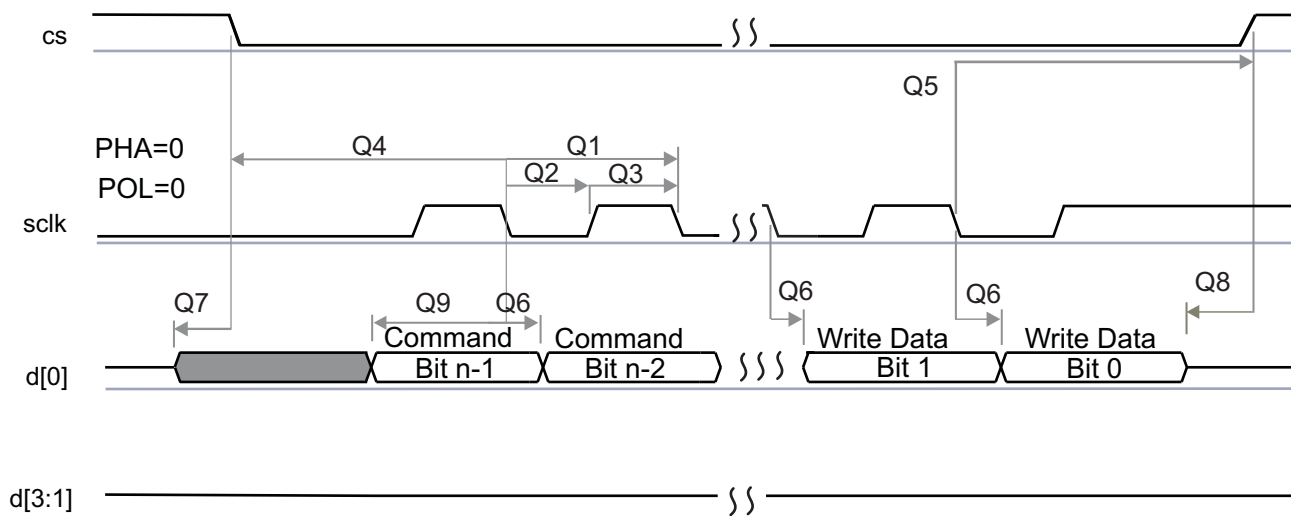 cs
Q5
PHA=0
Q4
Q1
POL=0
Q2
Q3
sclk
Q7
Q9
Q6
Q6
Q6
Q8
Command
Command
Write Data
Write Data
d[0]
Bit n-1
Bit n-2
Bit 1
Bit 0
d[3:1]